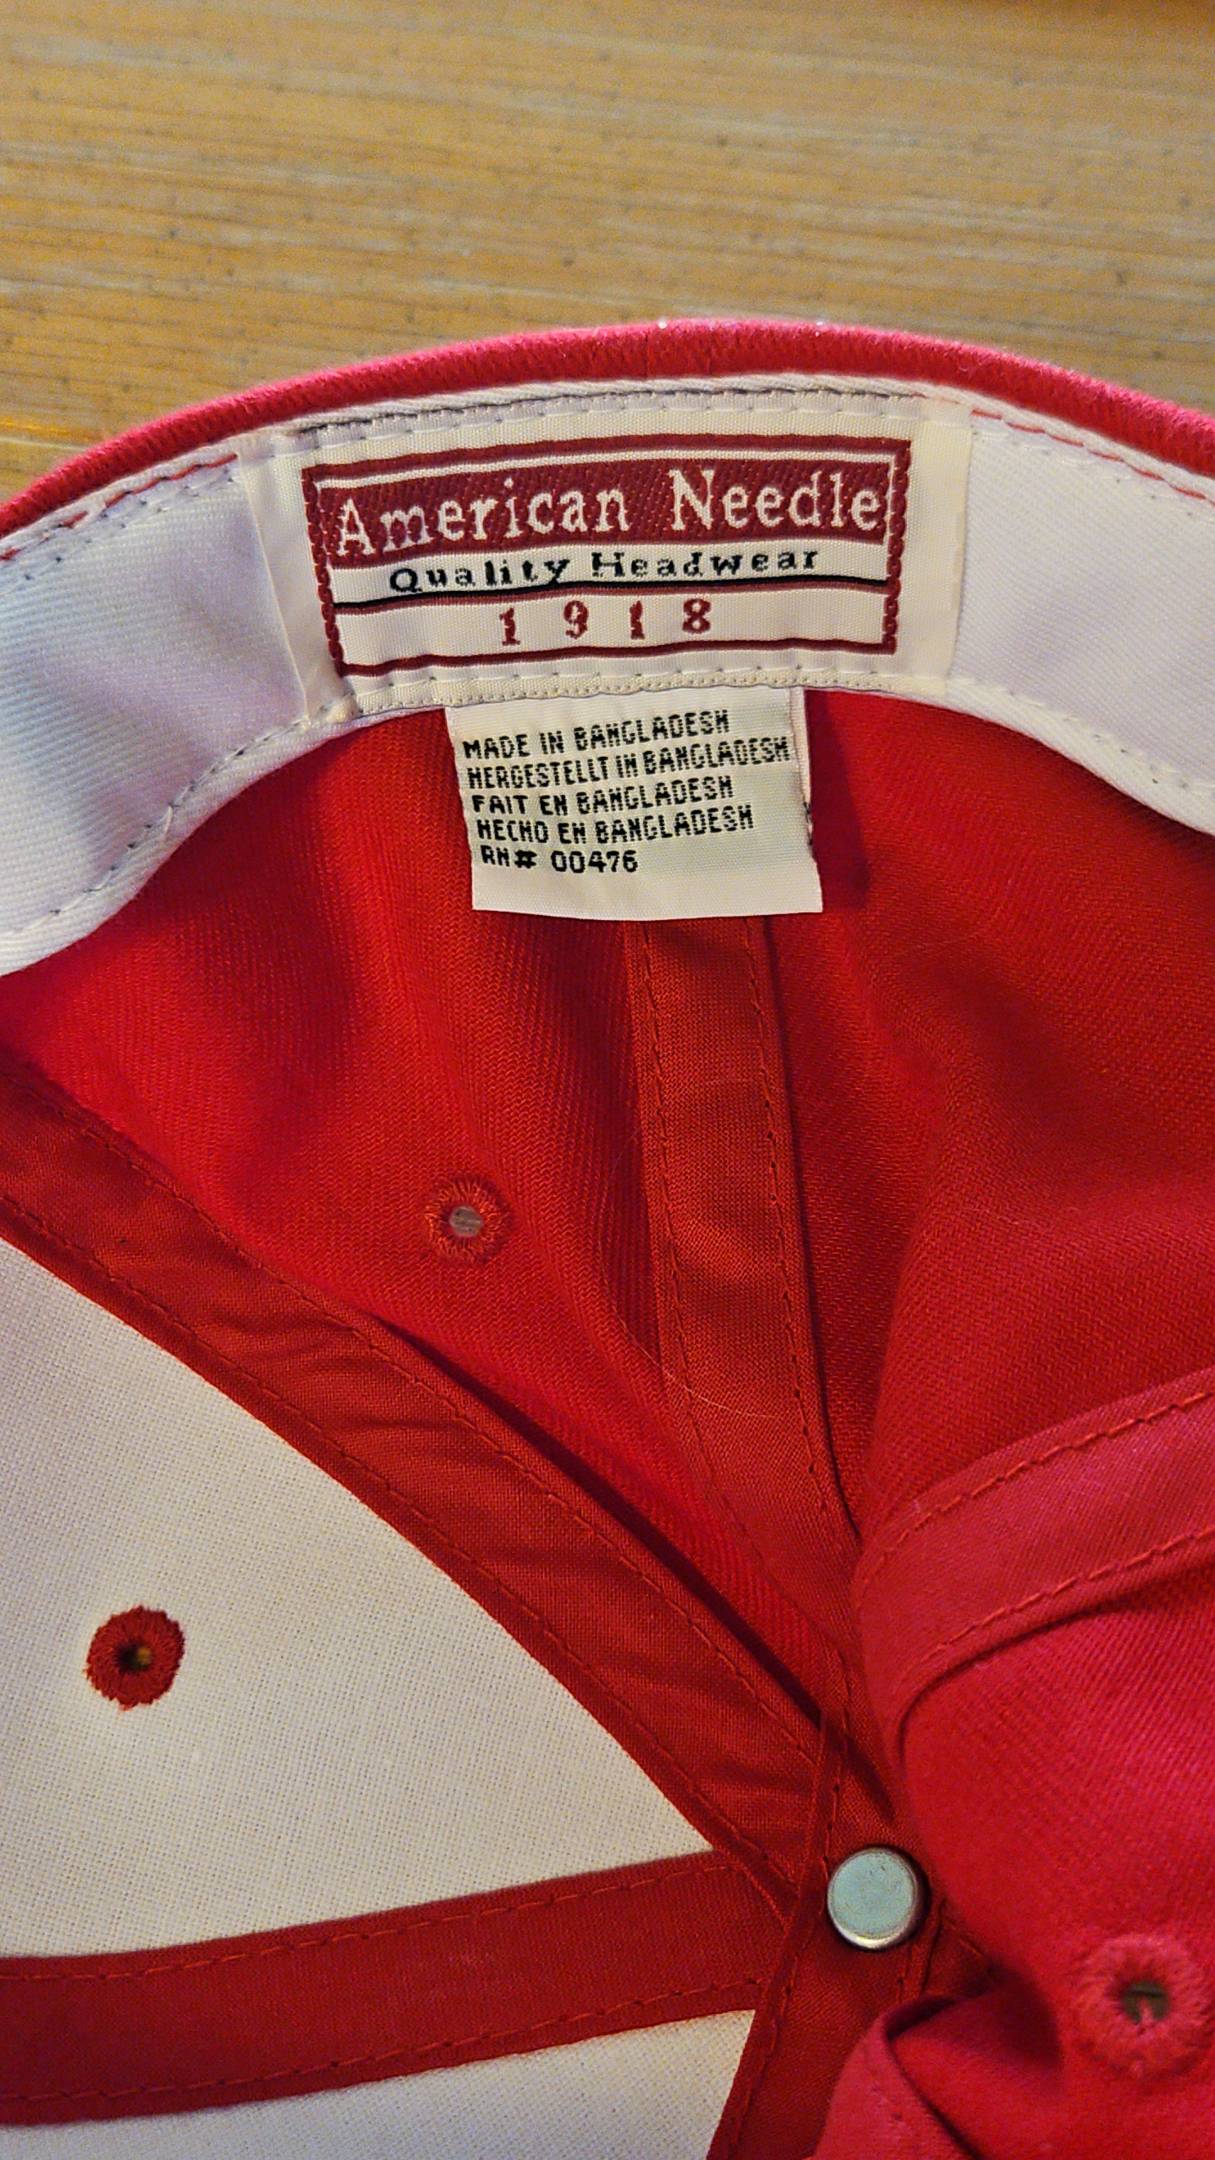 American Needle
Quality Headwear
1918
MADE IN BANGLADESH
HERGESTELLT IN BANGLADESH
FAIT EN BANGLADESH
HECHO EN BANGLADESH
RN# 00476